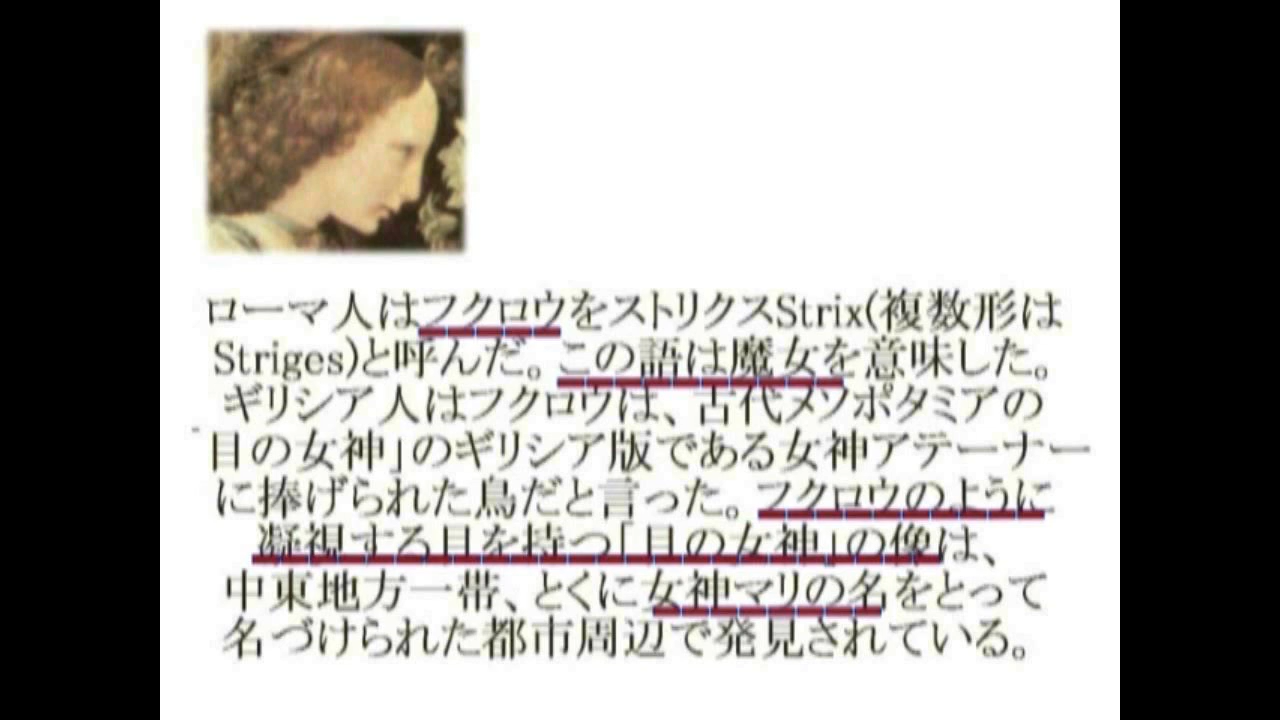 ローマ人はフクロウをストリクスStrix(複数形は
Striges)と呼んだ。この語は魔女を意味した。
ギリシア人はフクロウは、古代メソポタミアの
目の女神」のギリシア版である女神アテーナー
に捧げられた鳥だと言った。フクロウのように
凝視する目を持つ「目の女神」の像は、
中東地方一帯、とくに女神マリの名をとって
名づけられた都市周辺で発見されている。